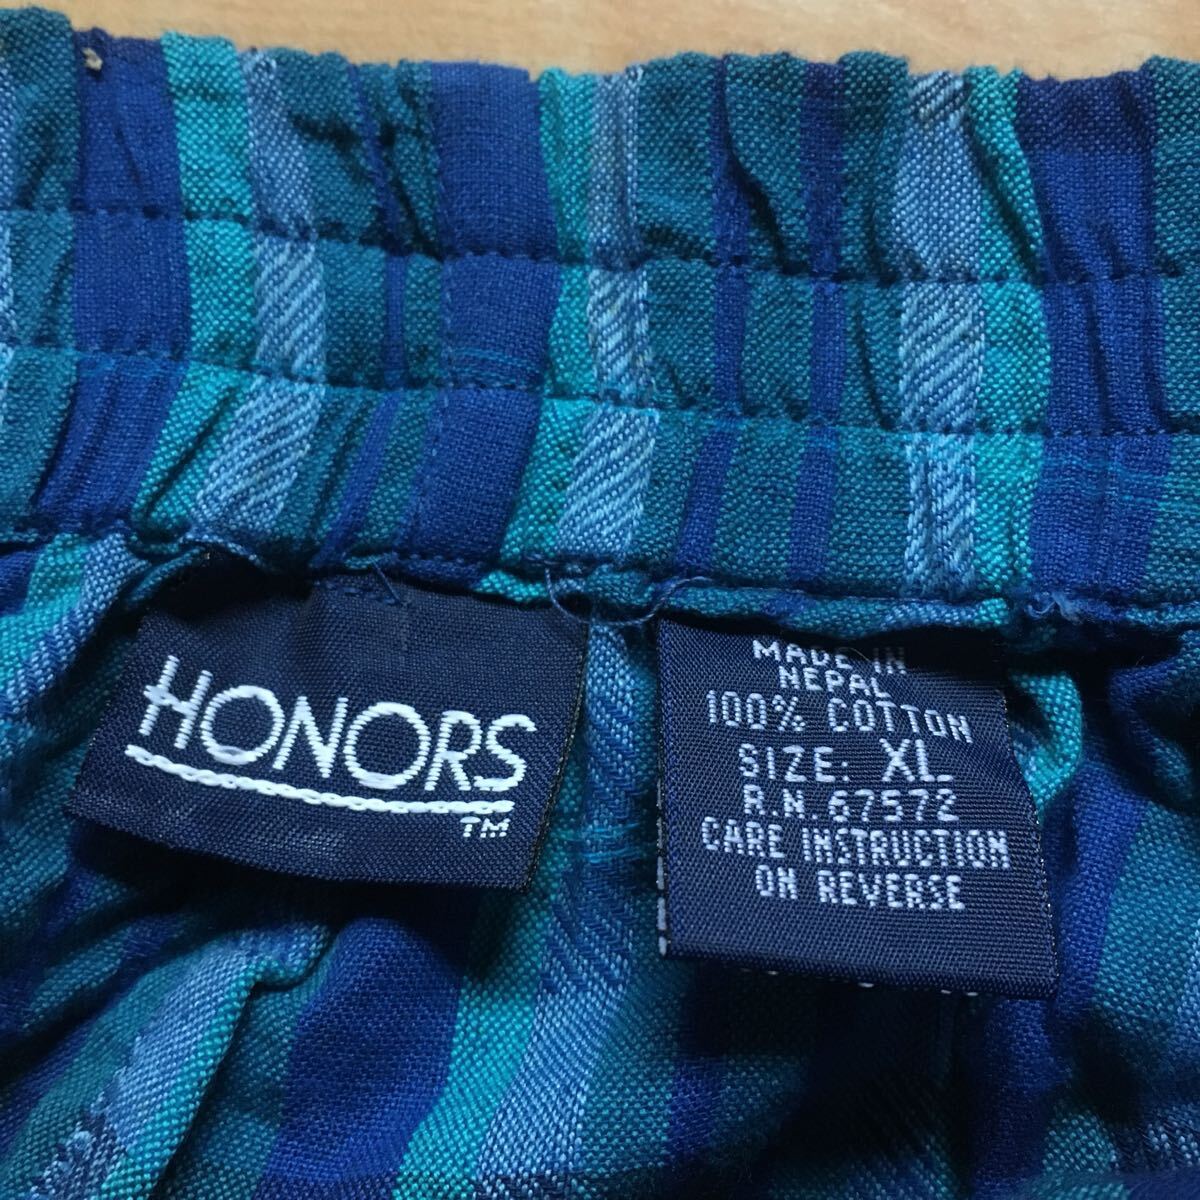 HONORS
TM
MADE IN
NEPAL
100% COTTON
SIZE: XL
R.N. 67572
CARE INSTRUCTION
ON REVERSE